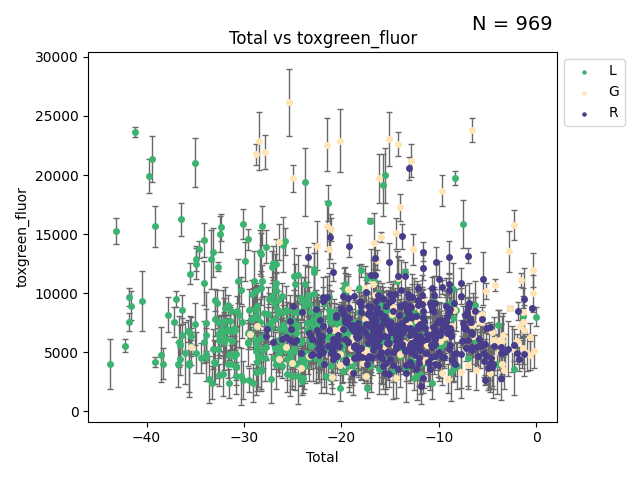 N = 969
Total vs toxgreen_fluor
30000
25000
20000
15000
10000
5000
0
toxgreen_fluor
−40
−30
−20
−10
0
Total
L
G
R